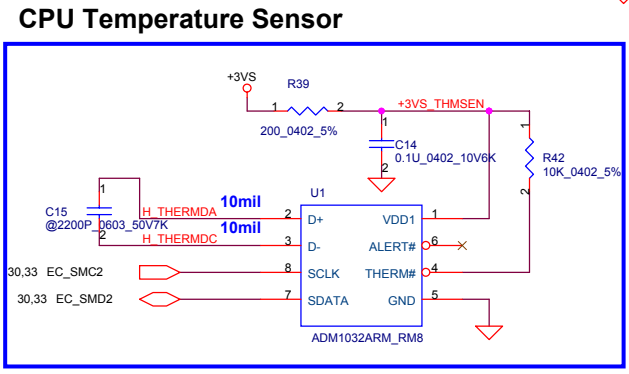 CPU Temperature Sensor
+3VS
R39
1 2
+3VS_THMSEN
200_0402_5%
1
C14
0.1U_0402_10V6K
2
1
R42
10K_0402_5%
2
U1
1
C15
@2200P_0603_50V7K
2
H_THERMDA
10mil
2 D+ VDD1 1
H_THERMDC
10mil
3 D- ALERT# 6
30,33 EC_SMC2
8 SCLK THERM# 4
30,33 EC_SMD2
7 SDATA GND 5
ADM1032ARM_RM8